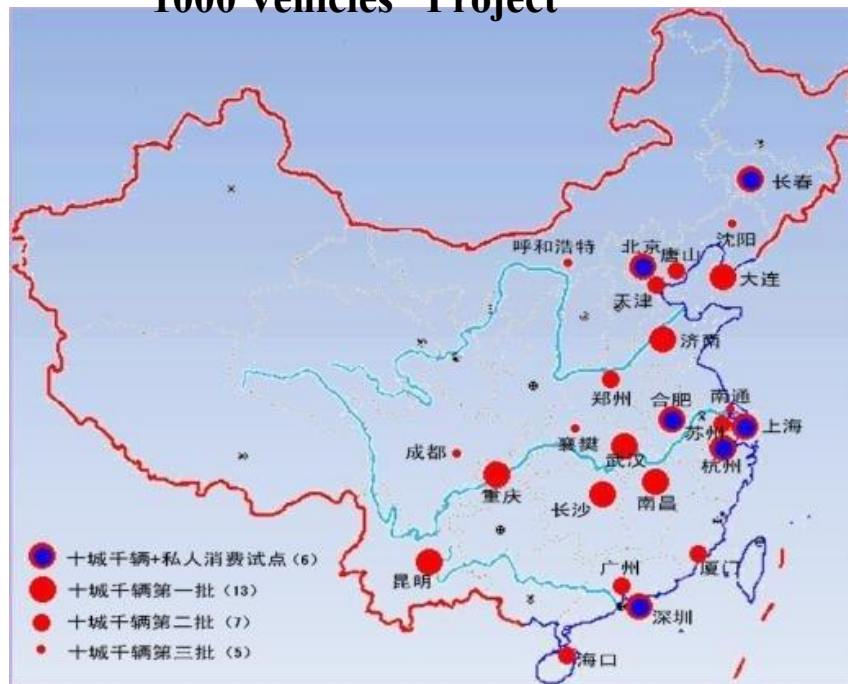 1000 Vehicles" Project
长春
沈阳
呼和浩特
北京
唐山
大连
天津
济南
郑州
合肥
南通
苏州
上海
襄樊
武汉
杭州
成都
重庆
长沙
南昌
昆明
广州
厦门
深圳
海口
十城千辆+私人消费试点(6)
十城千辆第一批(13)
十城千辆第二批(7)
十城千辆第三批(5)